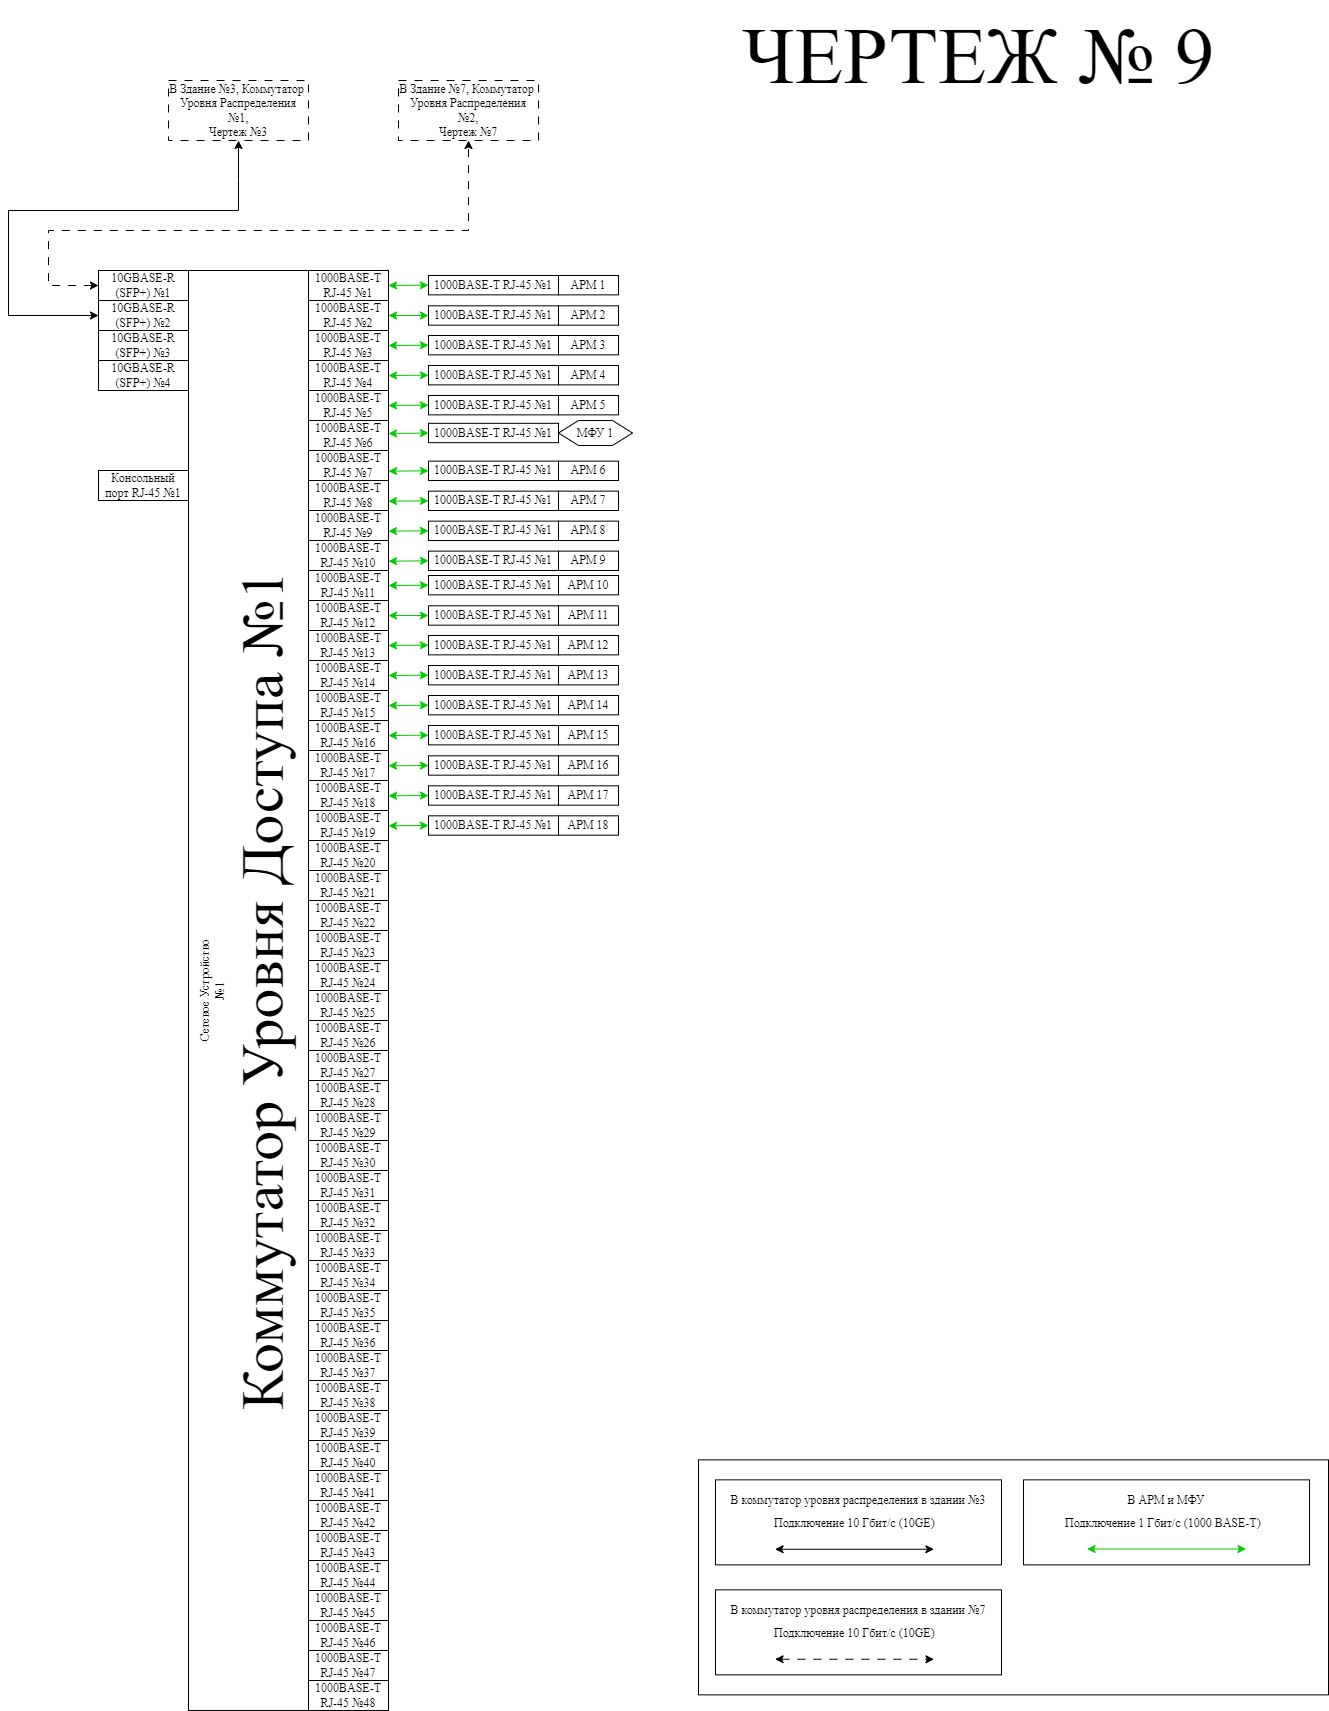 ЧЕРТЕЖ № 9
В Здание №3, Коммутатор
Уровня Распределения
№1,
Чертеж №3
В Здание №7, Коммутатор
Уровня Распределения
№2,
Чертеж №7
10GBASE-R
(SFP+) №1
10GBASE-R
(SFP+) №2
10GBASE-R
(SFP+) №3
10GBASE-R
(SFP+) №4
Консольный
порт RJ-45 №1
Сетевое Устройство
№1
Коммутатор Уровня Доступа №1
1000BASE-T
RJ-45 №1
1000BASE-T RJ-45 №1 АРМ 1
1000BASE-T
RJ-45 №2
1000BASE-T RJ-45 №1 АРМ 2
1000BASE-T
RJ-45 №3
1000BASE-T RJ-45 №1 АРМ 3
1000BASE-T
RJ-45 №4
1000BASE-T RJ-45 №1 АРМ 4
1000BASE-T
RJ-45 №5
1000BASE-T RJ-45 №1 АРМ 5
1000BASE-T
RJ-45 №6
1000BASE-T RJ-45 №1 МФУ 1
1000BASE-T
RJ-45 №7
1000BASE-T RJ-45 №1 АРМ 6
1000BASE-T
RJ-45 №8
1000BASE-T RJ-45 №1 АРМ 7
1000BASE-T
RJ-45 №9
1000BASE-T RJ-45 №1 АРМ 8
1000BASE-T
RJ-45 №10
1000BASE-T RJ-45 №1 АРМ 9
1000BASE-T
RJ-45 №11
1000BASE-T RJ-45 №1 АРМ 10
1000BASE-T
RJ-45 №12
1000BASE-T RJ-45 №1 АРМ 11
1000BASE-T
RJ-45 №13
1000BASE-T RJ-45 №1 АРМ 12
1000BASE-T
RJ-45 №14
1000BASE-T RJ-45 №1 АРМ 13
1000BASE-T
RJ-45 №15
1000BASE-T RJ-45 №1 АРМ 14
1000BASE-T
RJ-45 №16
1000BASE-T RJ-45 №1 АРМ 15
1000BASE-T
RJ-45 №17
1000BASE-T RJ-45 №1 АРМ 16
1000BASE-T
RJ-45 №18
1000BASE-T RJ-45 №1 АРМ 17
1000BASE-T
RJ-45 №19
1000BASE-T RJ-45 №1 АРМ 18
1000BASE-T
RJ-45 №20
1000BASE-T
RJ-45 №21
1000BASE-T
RJ-45 №22
1000BASE-T
RJ-45 №23
1000BASE-T
RJ-45 №24
1000BASE-T
RJ-45 №25
1000BASE-T
RJ-45 №26
1000BASE-T
RJ-45 №27
1000BASE-T
RJ-45 №28
1000BASE-T
RJ-45 №29
1000BASE-T
RJ-45 №30
1000BASE-T
RJ-45 №31
1000BASE-T
RJ-45 №32
1000BASE-T
RJ-45 №33
1000BASE-T
RJ-45 №34
1000BASE-T
RJ-45 №35
1000BASE-T
RJ-45 №36
1000BASE-T
RJ-45 №37
1000BASE-T
RJ-45 №38
1000BASE-T
RJ-45 №39
1000BASE-T
RJ-45 №40
1000BASE-T
RJ-45 №41
1000BASE-T
RJ-45 №42
1000BASE-T
RJ-45 №43
1000BASE-T
RJ-45 №44
1000BASE-T
RJ-45 №45
1000BASE-T
RJ-45 №46
1000BASE-T
RJ-45 №47
1000BASE-T
RJ-45 №48
В коммутатор уровня распределения в здании №3
Подключение 10 Гбит/с (10GE)
В АРМ и МФУ
Подключение 1 Гбит/с (1000 BASE-T)
В коммутатор уровня распределения в здании №7
Подключение 10 Гбит/с (10GE)